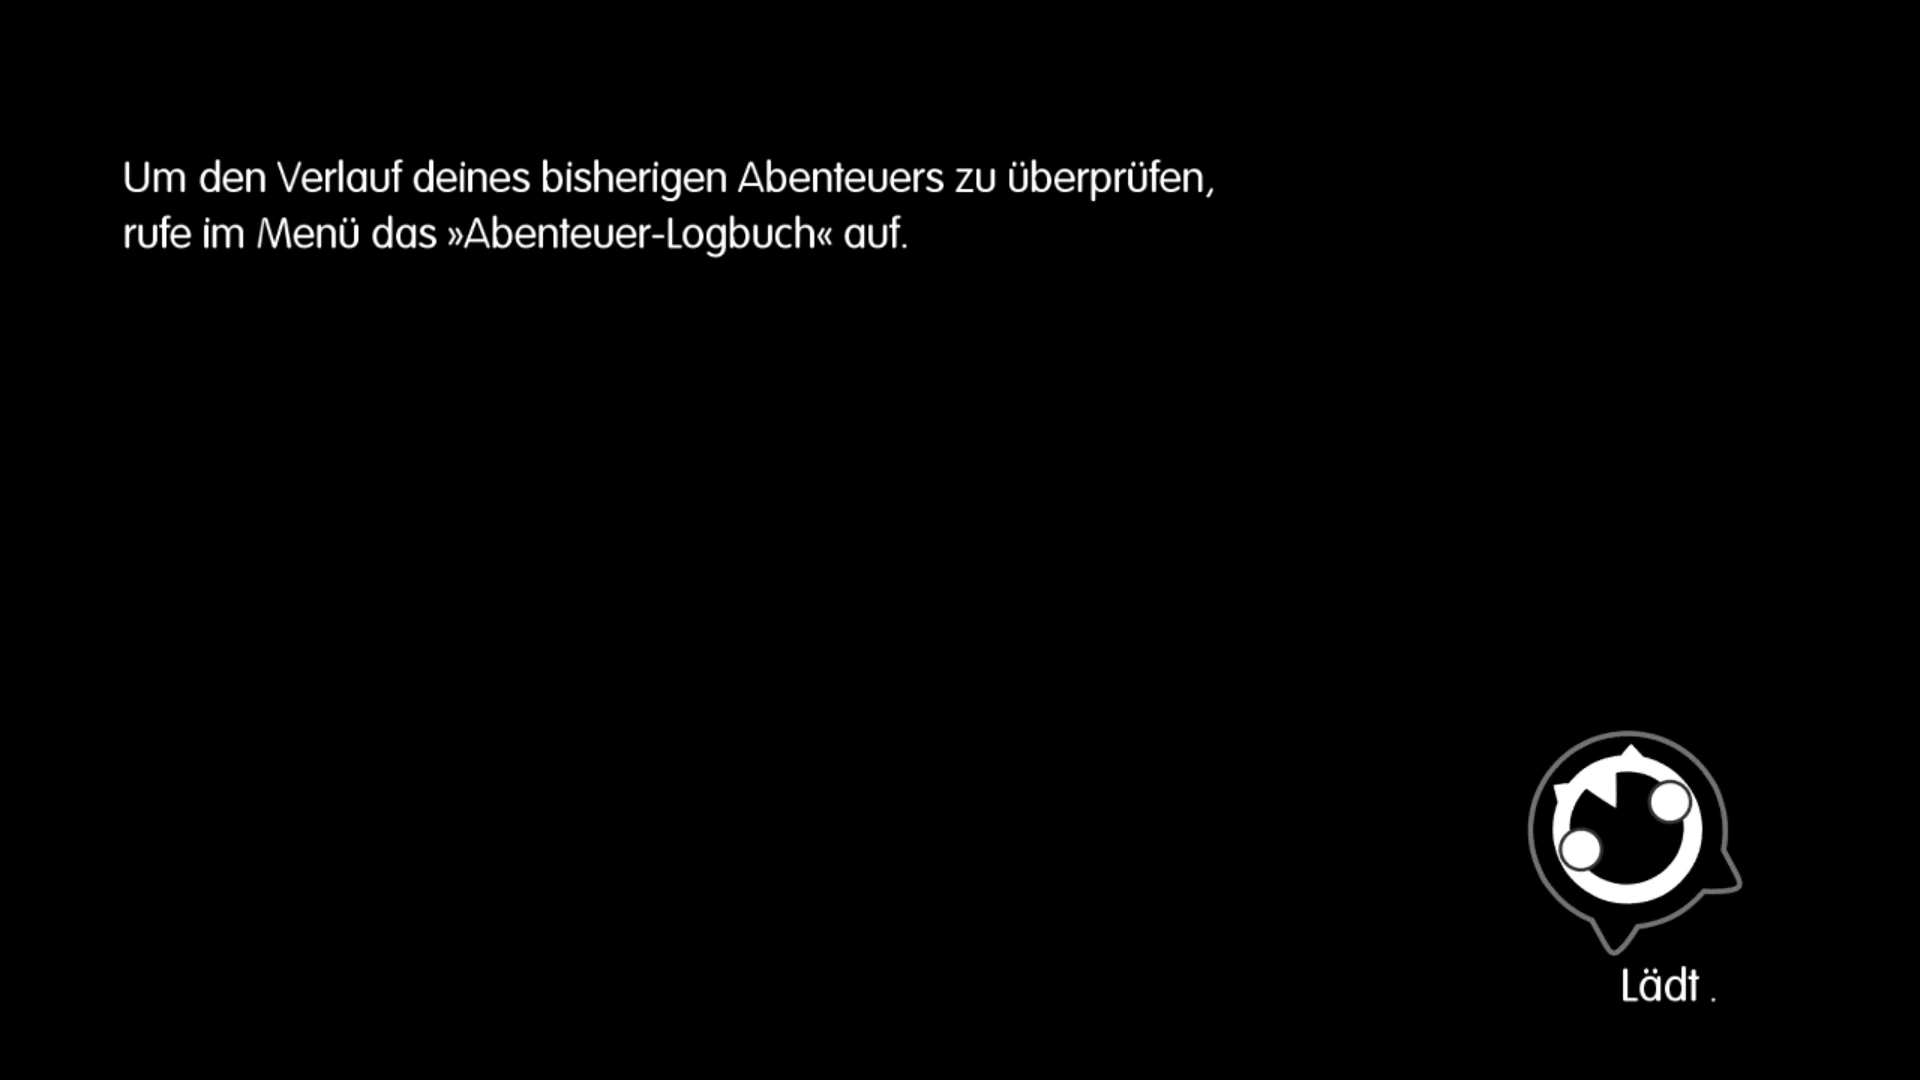 Um den Verlauf deines bisherigen Abenteuers zu überprüfen,
rufe im Menü das »Abenteuer-Logbuch« auf.
Lädt .